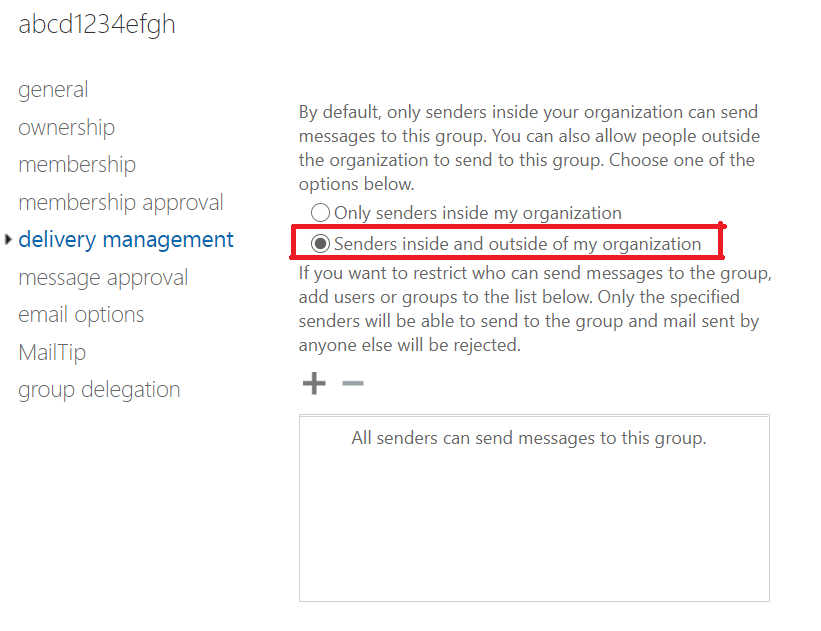 abcd1234efgh
general
ownership
membership
membership approval
delivery management
message approval
email options
MailTip
group delegation
By default, only senders inside your organization can send
messages to this group. You can also allow people outside
the organization to send to this group. Choose one of the
options below.
Only senders inside my organization
Senders inside and outside of my organization
If you want to restrict who can send messages to the group,
add users or groups to the list below. Only the specified
senders will be able to send to the group and mail sent by
anyone else will be rejected.
All senders can send messages to this group.